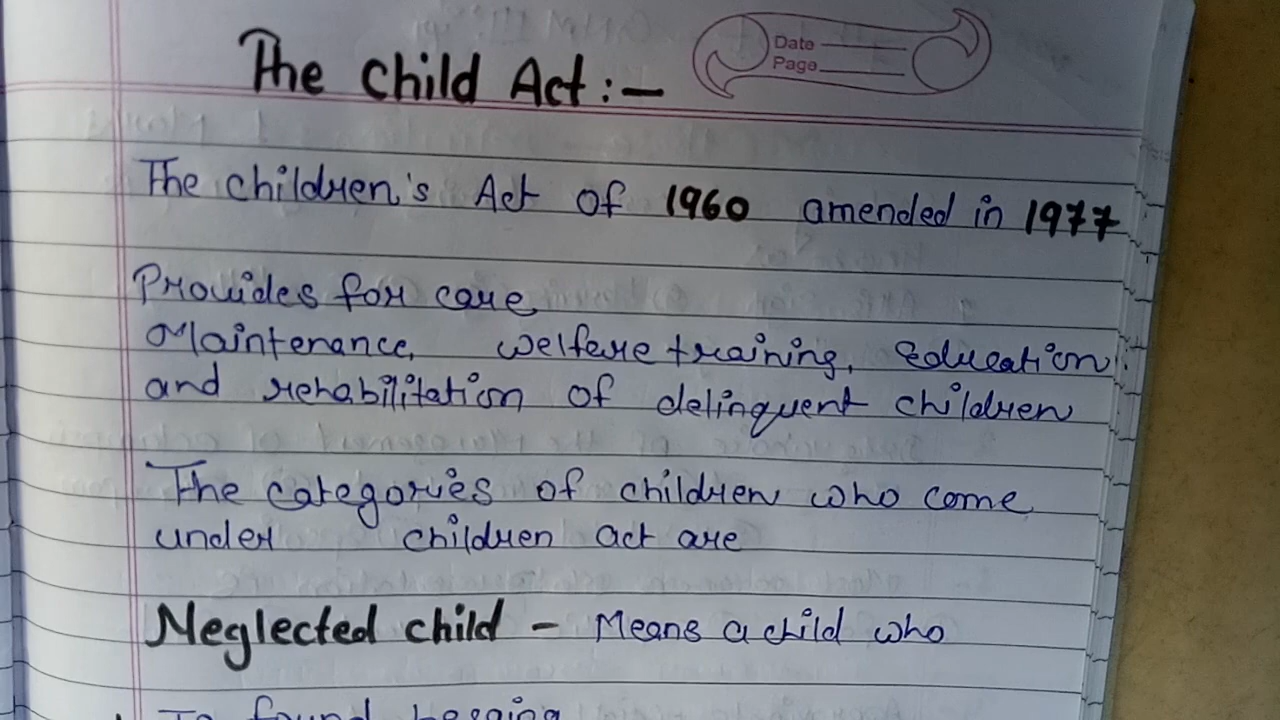 The Child Act:-
Date
Page
The children's Act of 1960 amended in 1977
Provides for care,
Maintenance, welfare training, Education
and rehabilitation of delinquent children
The categories of children who come
under children act are
Neglected child - Means a child who
found begging